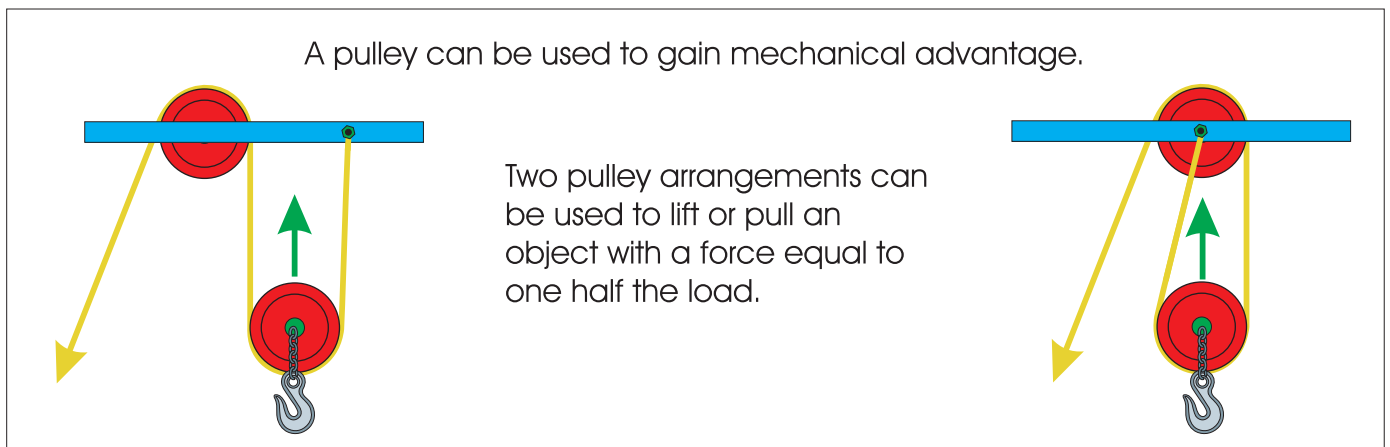 A pulley can be used to gain mechanical advantage.
Two pulley arrangements can
be used to lift or pull an
object with a force equal to
one half the load.